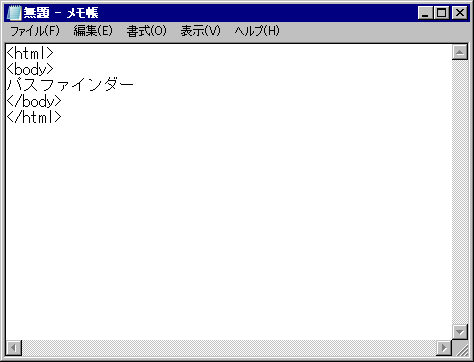 無題 - メモ帳
ファイル(F) 編集(E) 書式(O) 表示(V) ヘルプ(H)
<html>
<body>
パスファインダー
</body>
</html>